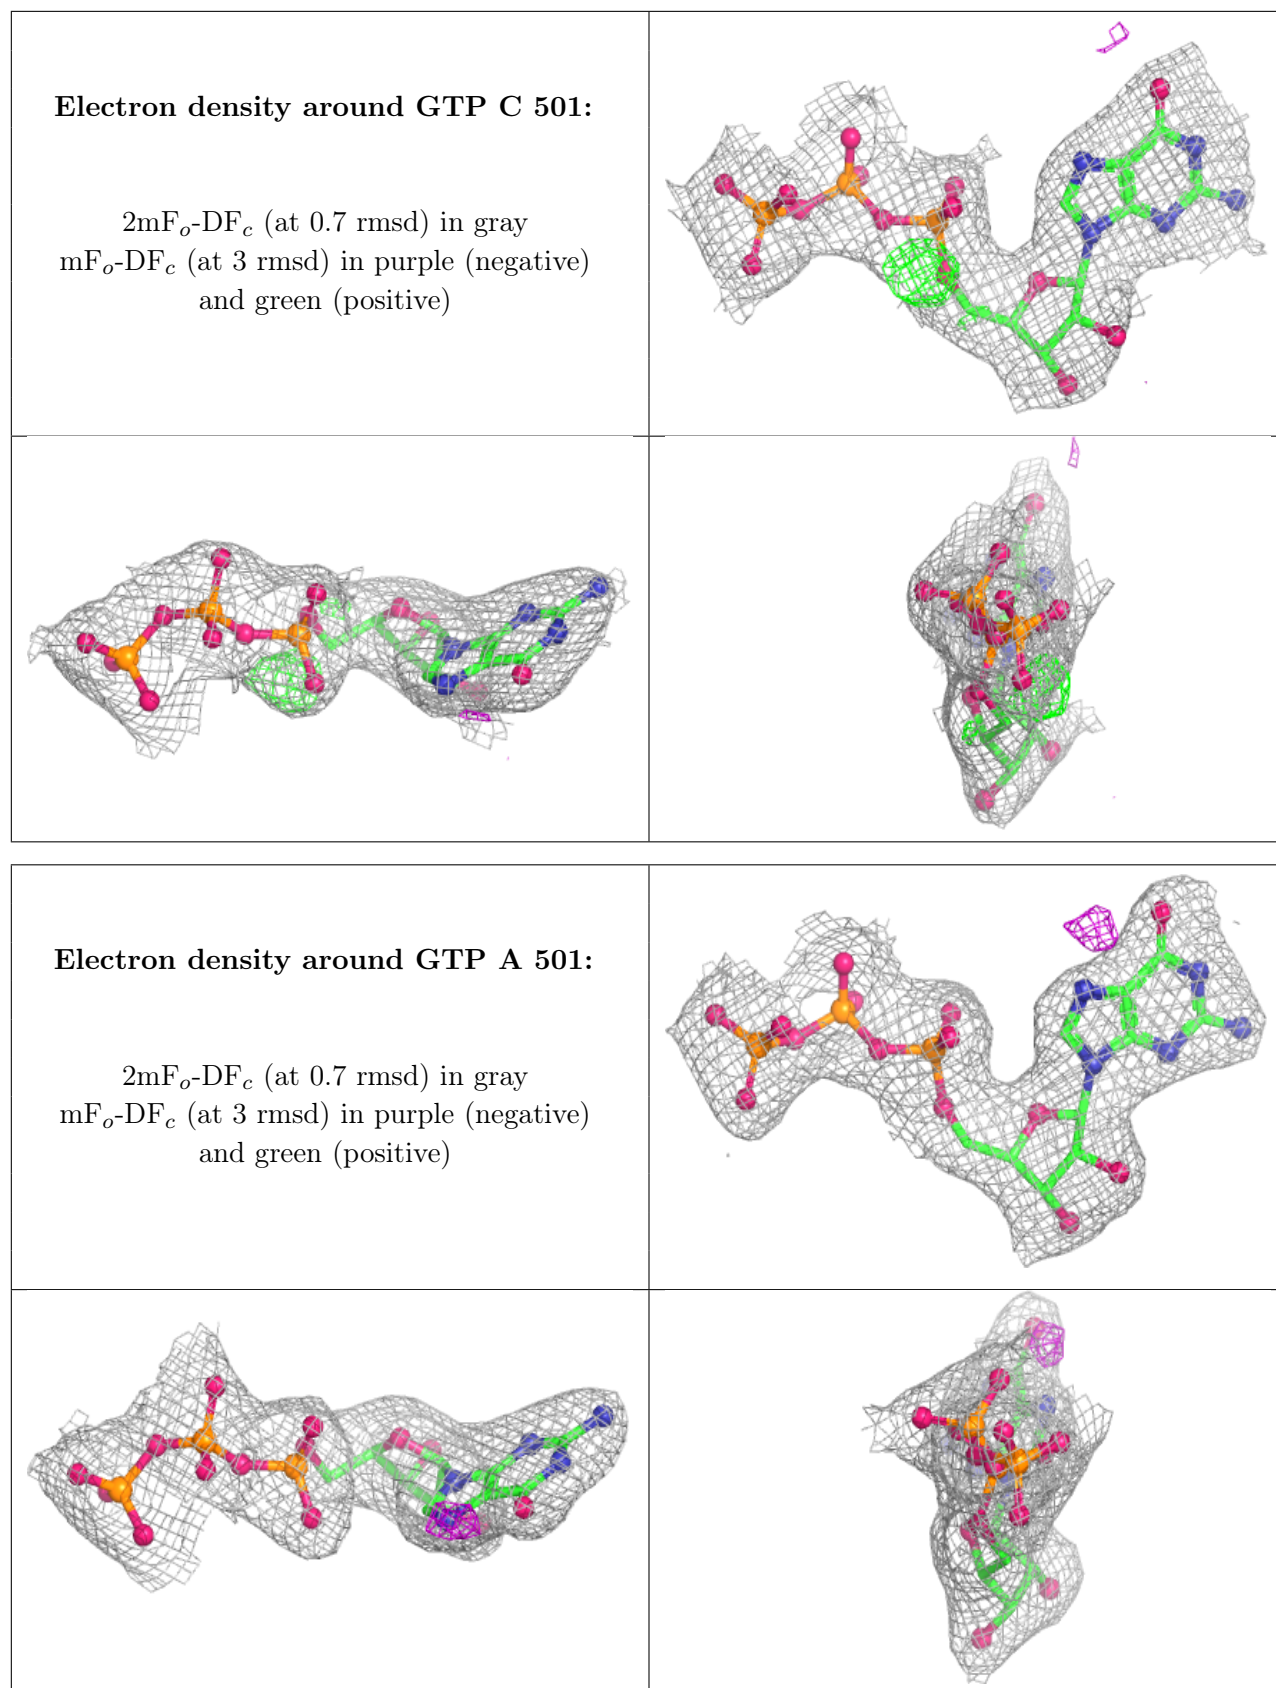 Electron density around GTP C 501:
2mFo-DFc (at 0.7 rmsd) in gray
mFo-DFc (at 3 rmsd) in purple (negative)
and green (positive)
Electron density around GTP A 501:
2mFo-DFc (at 0.7 rmsd) in gray
mFo-DFc (at 3 rmsd) in purple (negative)
and green (positive)